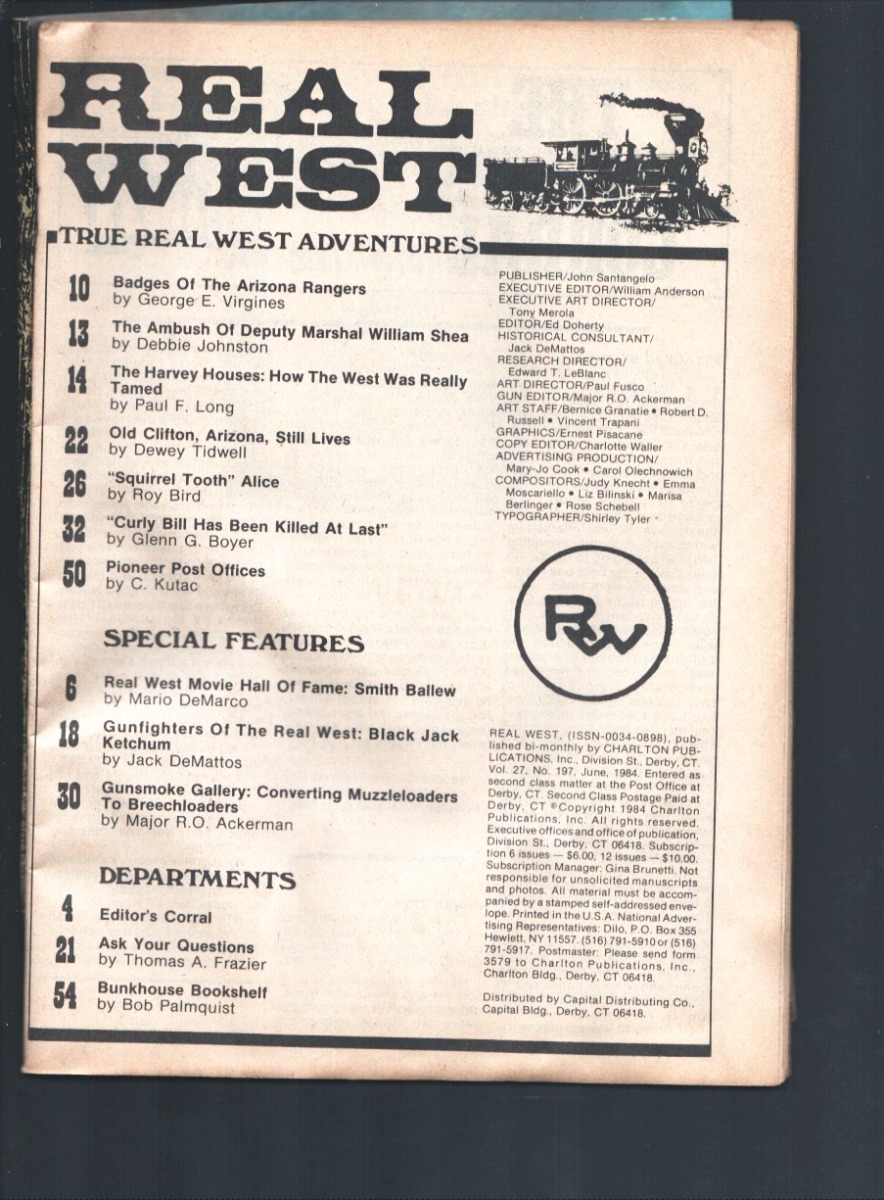 REAL
WEST
TRUE REAL WEST ADVENTURES
10 Badges Of The Arizona Rangers
by George E. Virgines
13 The Ambush Of Deputy Marshal William Shea
by Debbie Johnston
14 The Harvey Houses: How The West Was Really
Tamed
by Paul F. Long
22 Old Clifton, Arizona, Still Lives
by Dewey Tidwell
26 "Squirrel Tooth" Alice
by Roy Bird
32 "Curly Bill Has Been Killed At Last"
by Glenn G. Boyer
50 Pioneer Post Offices
by C. Kutac
SPECIAL FEATURES
6 Real West Movie Hall Of Fame: Smith Ballew
by Mario DeMarco
18 Gunfighters Of The Real West: Black Jack
Ketchum
by Jack DeMattos
30 Gunsmoke Gallery: Converting Muzzleloaders
To Breechloaders
by Major R.O. Ackerman
DEPARTMENTS
4 Editor's Corral
21 Ask Your Questions
by Thomas A. Frazier
54 Bunkhouse Bookshelf
by Bob Palmquist
PUBLISHER/John Santangelo
EXECUTIVE EDITOR/William Anderson
EXECUTIVE ART DIRECTOR/
Tony Merola
EDITOR/Ed Doherty
HISTORICAL CONSULTANT/
Jack DeMattos
RESEARCH DIRECTOR/
Edward T. LeBlanc
ART DIRECTOR/Paul Fusco
GUN EDITOR/Major R.O. Ackerman
ART STAFF/Bernice Granatie • Robert D.
Russell • Vincent Trapani
GRAPHICS/Ernest Pisacane
COPY EDITOR/Charlotte Waller
ADVERTISING PRODUCTION/
Mary-Jo Cook • Carol Olechnowich
COMPOSITORS/Judy Knecht • Emma
Moscariello • Liz Bilinski • Marisa
Berlinger • Rose Schebell
TYPOGRAPHER/Shirley Tyler
RW
REAL WEST, (ISSN-0034-0898), pub-
lished bi-monthly by CHARLTON PUB-
LICATIONS, Inc., Division St., Derby, CT.
Vol. 27, No. 197, June, 1984. Entered as
second class matter at the Post Office at
Derby, CT. Second Class Postage Paid at
Derby, CT ©Copyright 1984 Charlton
Publications, Inc. All rights reserved.
Executive offices and office of publication,
Division St., Derby, CT 06418. Subscrip-
tion 6 issues — $6.00, 12 issues — $10.00.
Subscription Manager: Gina Brunetti. Not
responsible for unsolicited manuscripts
and photos. All material must be accom-
panied by a stamped self-addressed enve-
lope. Printed in the U.S.A. National Adver-
tising Representatives: Dilo, P.O. Box 355
Hewlett, NY 11557. (516) 791-5910 or (516)
791-5917. Postmaster: Please send form
3579 to Charlton Publications, Inc.,
Charlton Bldg., Derby, CT 06418.
Distributed by Capital Distributing Co.,
Capital Bldg., Derby, CT 06418.